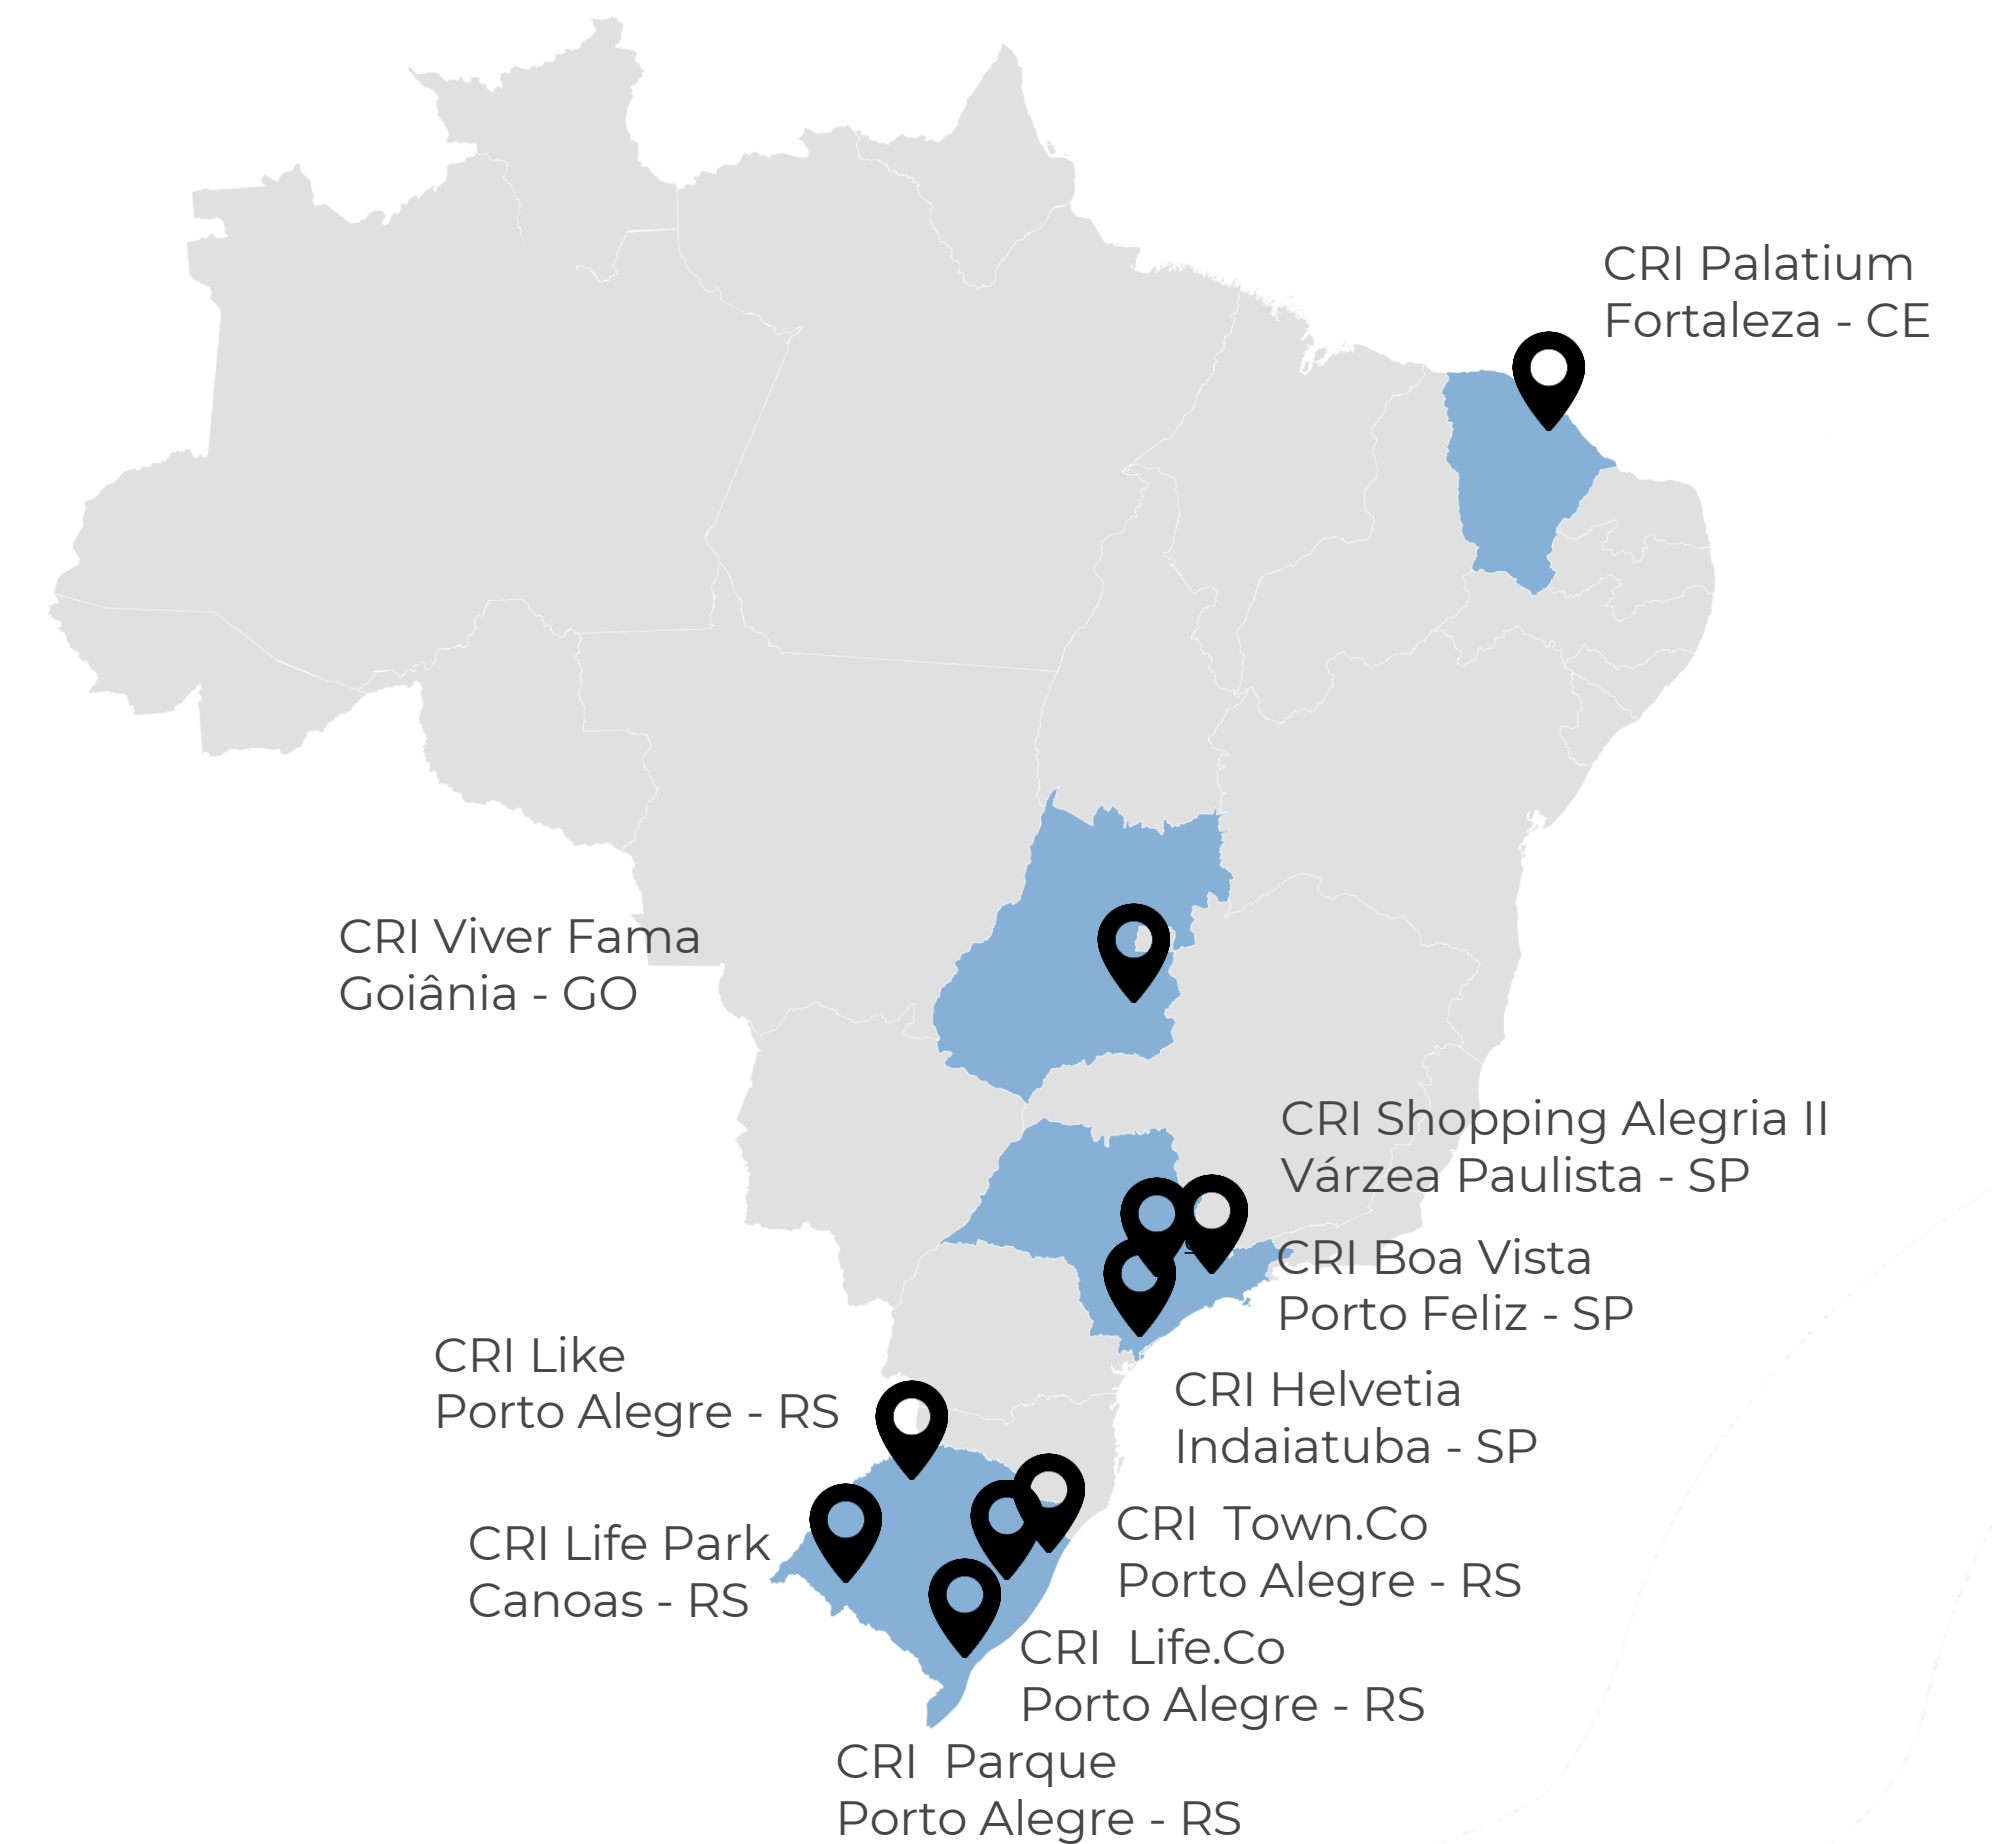 CRI Palatium
Fortaleza - CE
CRI Viver Fama
Goiânia - GO
CRI Shopping Alegria II
Várzea Paulista - SP
CRI Boa Vista
Porto Feliz - SP
CRI Like
Porto Alegre - RS
CRI Helvetia
Indaiatuba - SP
CRI Town.Co
Porto Alegre - RS
CRI Life Park
Canoas - RS
CRI Life.Co
Porto Alegre - RS
CRI Parque
Porto Alegre - RS